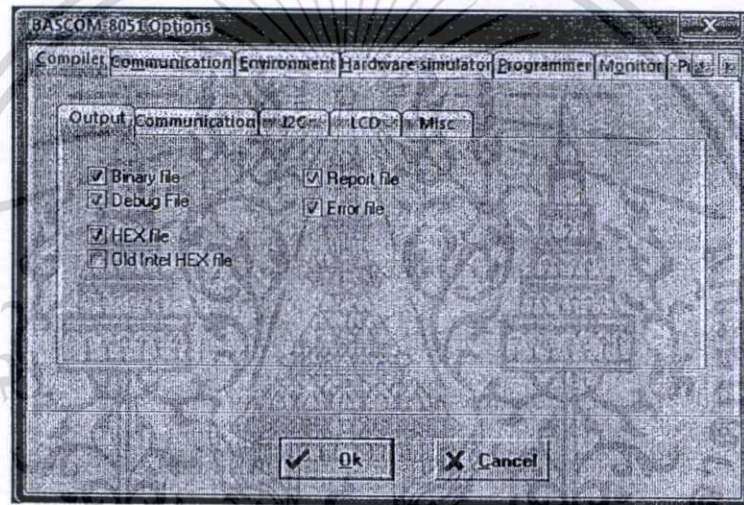 BASCOM-8051 Options
Compiler Communication Environment Hardware simulator Programmer Monitor
Output Communication I2C LCD Misc
Binary file Report file
Debug File Error file
HEX file
Old Intel HEX file
Ok Cancel